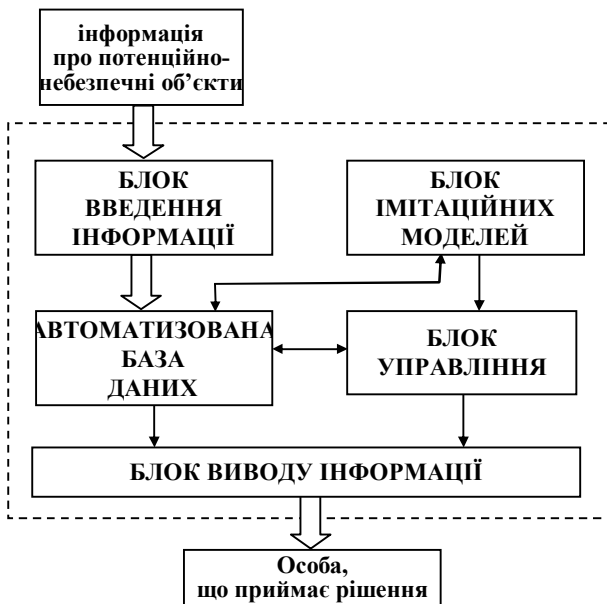 інформація
про потенційно-
небезпечні об’єкти
БЛОК
ВВЕДЕННЯ
ІНФОРМАЦІЇ
БЛОК
ІМІТАЦІЙНИХ
МОДЕЛЕЙ
АВТОМАТИЗОВАНА
БАЗА
ДАНИХ
БЛОК
УПРАВЛІННЯ
БЛОК ВИВОДУ ІНФОРМАЦІЇ
Особа,
що приймає рішення